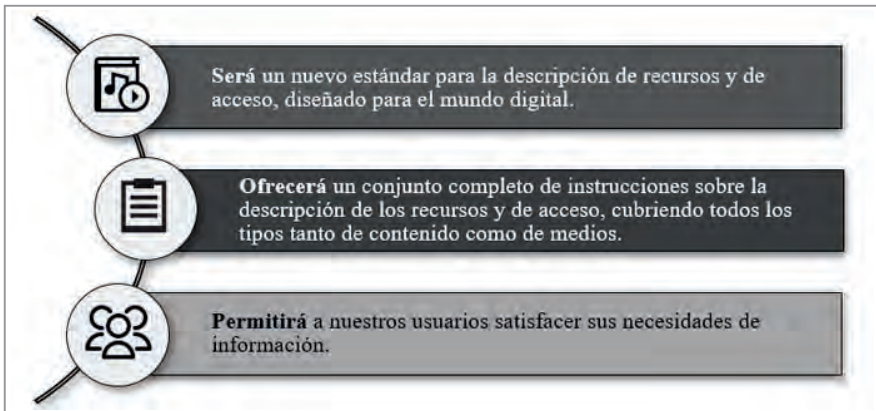 Será un nuevo estándar para la descripción de recursos y de
acceso, diseñado para el mundo digital.
Ofrecerá un conjunto completo de instrucciones sobre la
descripción de los recursos y de acceso, cubriendo todos los
tipos tanto de contenido como de medios.
Permitirá a nuestros usuarios satisfacer sus necesidades de
información.